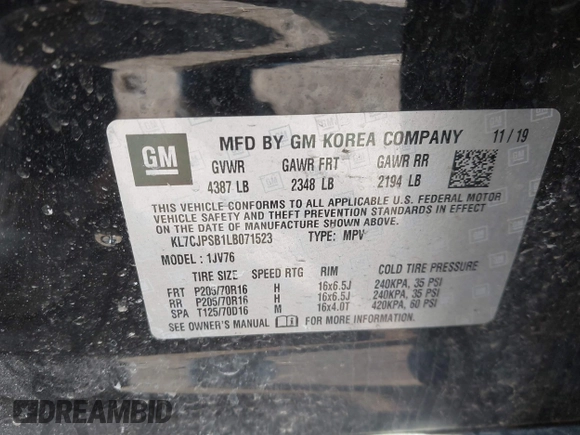 GM
MFD BY GM KOREA COMPANY 11/19
GVWR GAWR FRT GAWR RR
4387 LB 2348 LB 2194 LB
THIS VEHICLE CONFORMS TO ALL APPLICABLE U.S. FEDERAL MOTOR
VEHICLE SAFETY AND THEFT PREVENTION STANDARDS IN EFFECT
ON THE DATE OF MANUFACTURE SHOWN ABOVE.
KL7CJPSB1LB071523 TYPE: MPV
MODEL: 1JV76
TIRE SIZE SPEED RTG RIM COLD TIRE PRESSURE
FRT P205/70R16 H 16x6.5J 240KPA, 35 PSI
RR P205/70R16 H 16x6.5J 240KPA, 35 PSI
SPA T125/70D16 M 16x4.0T 420KPA, 60 PSI
SEE OWNER'S MANUAL FOR MORE INFORMATION
DREAMBID